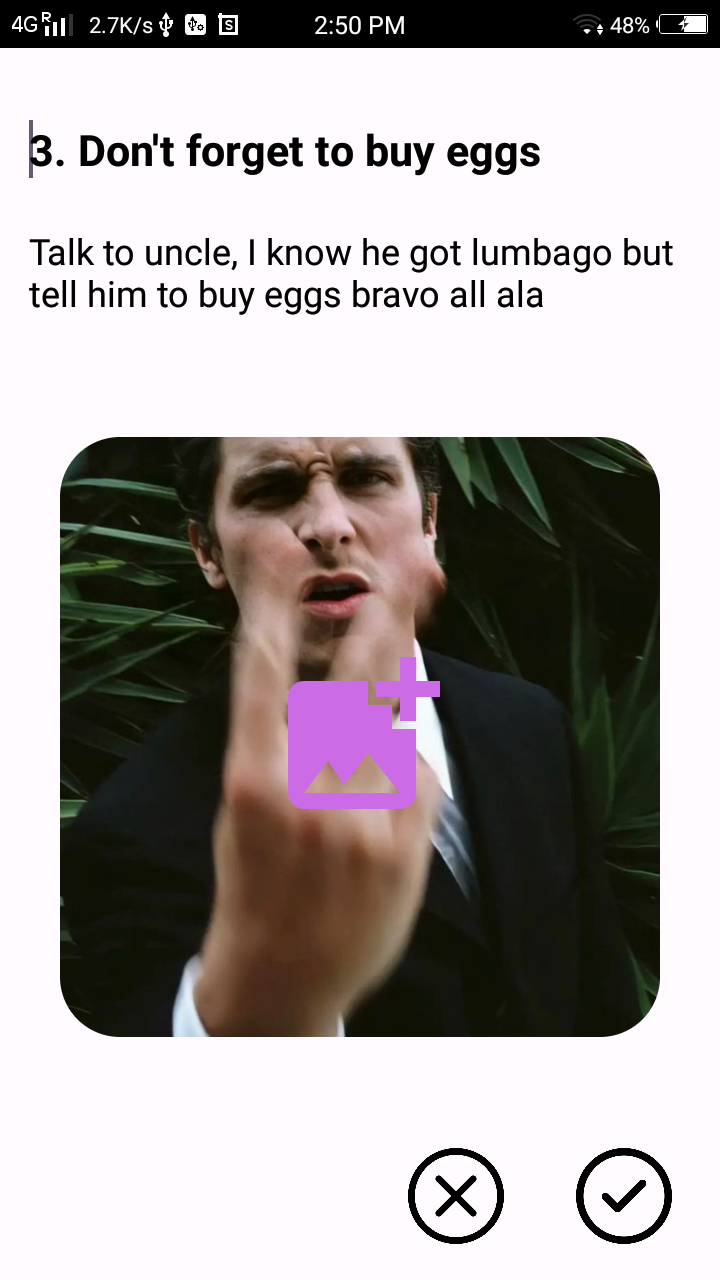 4G R 2.7K/s S 2:50 PM 48%
3. Don't forget to buy eggs
Talk to uncle, I know he got lumbago but
tell him to buy eggs bravo all ala